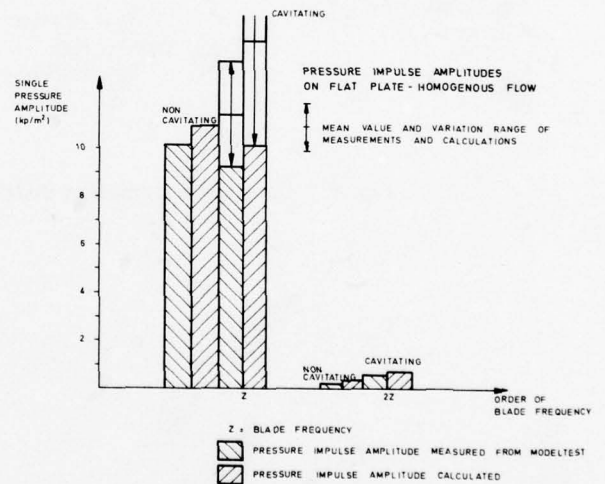 CAVITATING
SINGLE
PRESSURE
AMPLITUDE
(kp/m²)
NON
CAVITATING
PRESSURE IMPULSE AMPLITUDES
ON FLAT PLATE - HOMOGENOUS FLOW
MEAN VALUE AND VARIATION RANGE OF
MEASUREMENTS AND CALCULATIONS
10
8
6
4
2
NON
CAVITATING
CAVITATING
Z
2Z
ORDER OF
BLADE FREQUENCY
Z = BLADE FREQUENCY
PRESSURE IMPULSE AMPLITUDE MEASURED FROM MODELTEST
PRESSURE IMPULSE AMPLITUDE CALCULATED